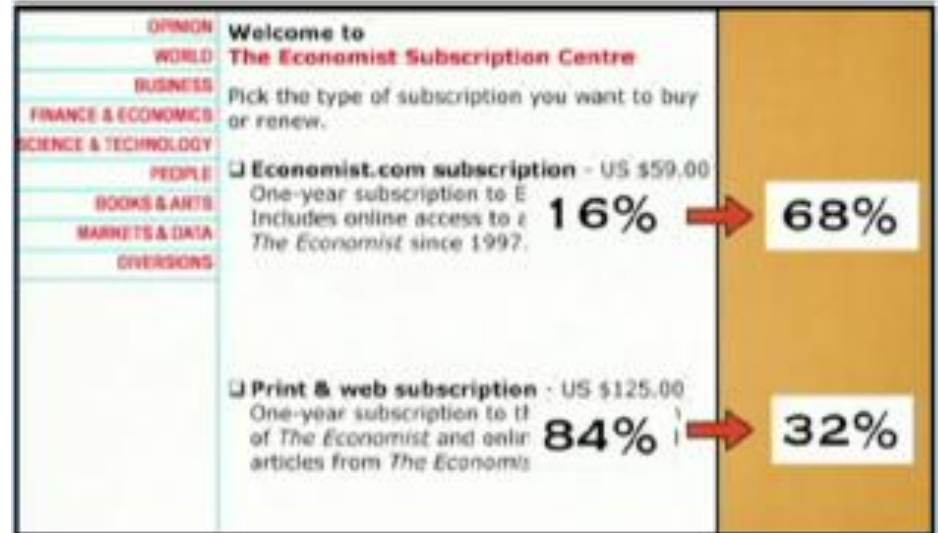 OPINION
WORLD
BUSINESS
FINANCE & ECONOMICS
SCIENCE & TECHNOLOGY
PEOPLE
BOOKS & ARTS
MARKETS & DATA
DIVERSIONS
Welcome to
The Economist Subscription Centre
Pick the type of subscription you want to buy
or renew.
Economist.com subscription - US $59.00
One-year subscription to E
Includes online access to a
The Economist since 1997.
16% 68%
Print & web subscription - US $125.00
One-year subscription to th
of The Economist and onlin
articles from The Economis
84% 32%